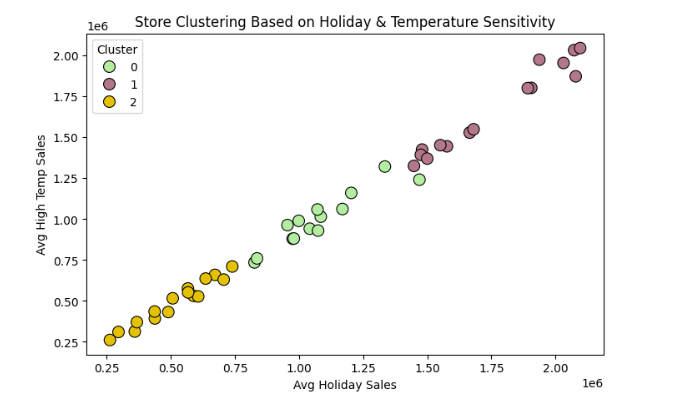 Store Clustering Based on Holiday & Temperature Sensitivity
1e6
Cluster
0
1
2
2.00
1.75
1.50
1.25
1.00
0.75
0.50
0.25
Avg High Temp Sales
0.25 0.50 0.75 1.00 1.25 1.50 1.75 2.00
Avg Holiday Sales
1e6